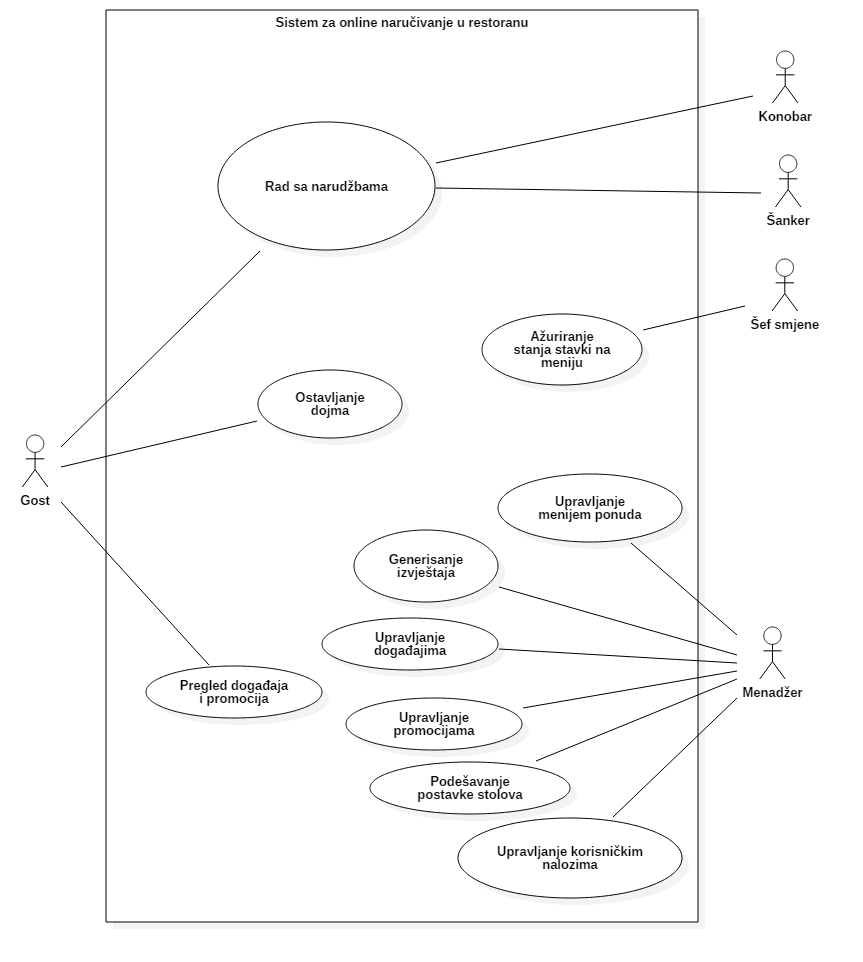 Sistem za online naručivanje u restoranu
Konobar
Rad sa narudžbama
Šanker
Šef smjene
Ažuriranje
stanja stavki na
meniju
Ostavljanje
dojma
Gost
Upravljanje
menijem ponuda
Generisanje
izvještaja
Upravljanje
događajima
Pregled događaja
i promocija
Menadžer
Upravljanje
promocijama
Podešavanje
postavke stolova
Upravljanje korisničkim
nalozima